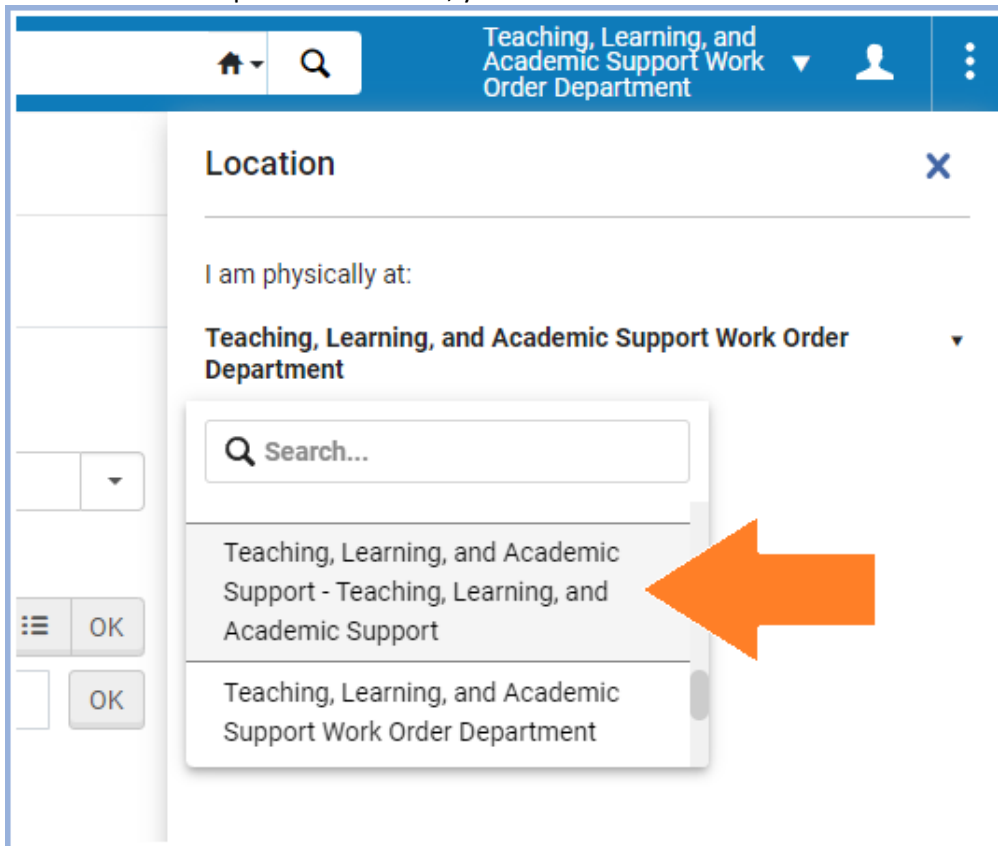 Teaching, Learning, and
Academic Support Work
Order Department
Location
I am physically at:
Teaching, Learning, and Academic Support Work Order
Department
Search...
Teaching, Learning, and Academic
Support - Teaching, Learning, and
Academic Support
OK
Teaching, Learning, and Academic
Support Work Order Department
OK